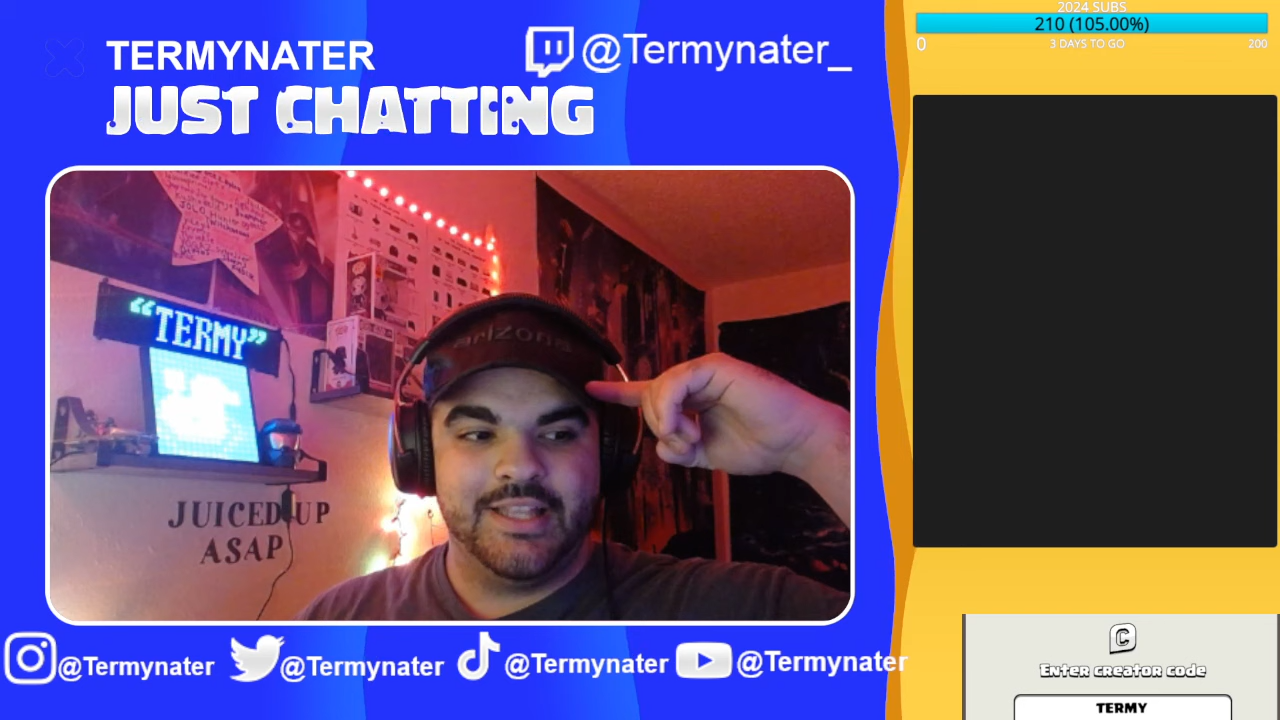 TERMYNATER
@Termynater_
JUST CHATTING
2024 SUBS
210 (105.00%)
0
3 DAYS TO GO
200
"TERMY"
arizona
JUICED UP
ASAP
@Termynater
@Termynater
@Termynater
@Termynater
C
Enter creator code
TERMY